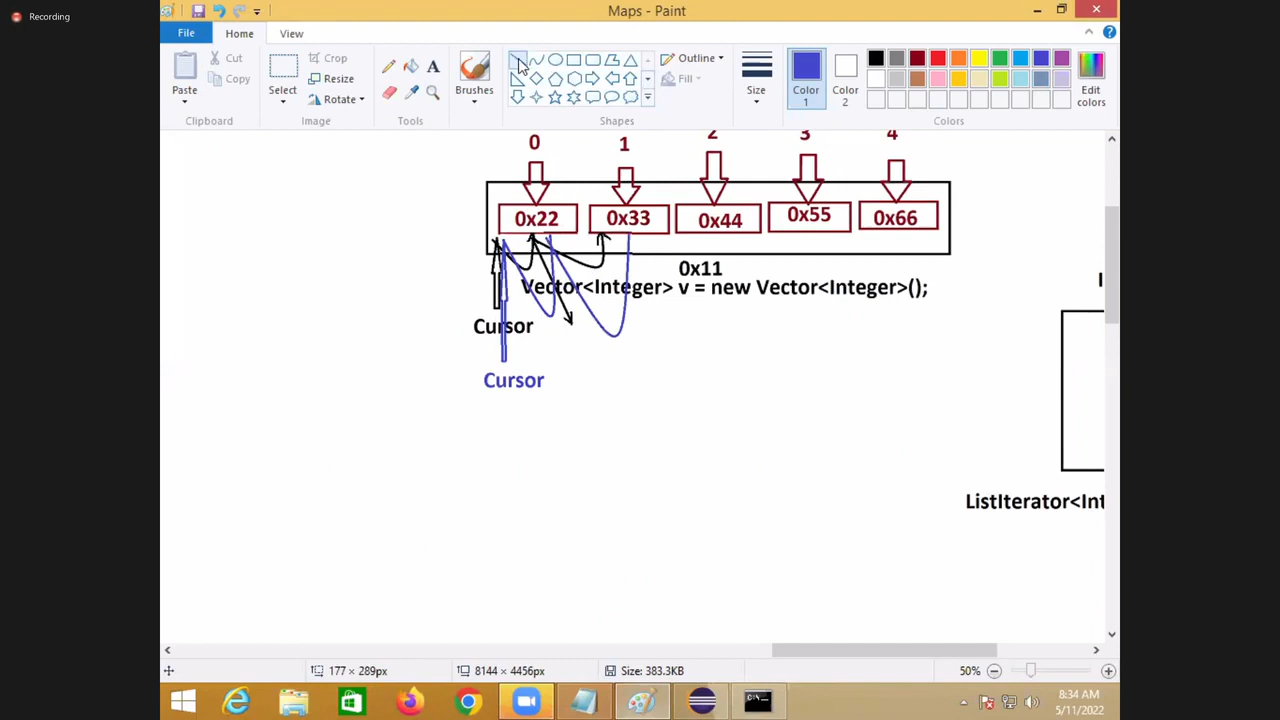 Recording
Maps - Paint
File
Home
View
Paste
Cut
Copy
Clipboard
Select
Crop
Resize
Rotate
Image
A
Tools
Brushes
Shapes
Outline
Fill
Size
Color 1
Color 2
Edit colors
Colors
0 1 2 3 4
0x22 0x33 0x44 0x55 0x66
0x11
Vector<Integer> v = new Vector<Integer>();
Cursor
Cursor
ListIterator<Int
177 × 289px
8144 × 4456px
Size: 383.3KB
50%
8:34 AM
5/11/2022